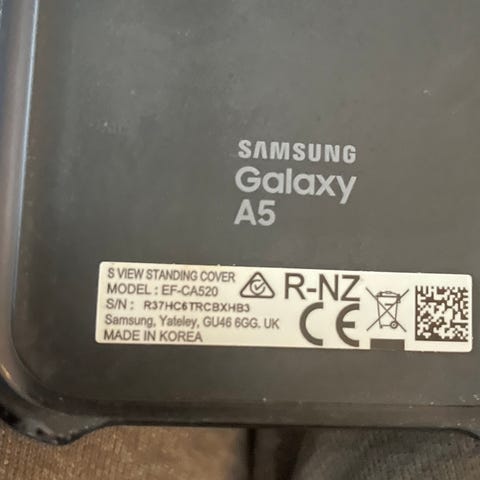 SAMSUNG
Galaxy
A5
S VIEW STANDING COVER
MODEL : EF-CA520
S/N : R37HC6TRCBXHB3
Samsung, Yateley, GU46 6GG. UK
MADE IN KOREA
R-NZ
CE